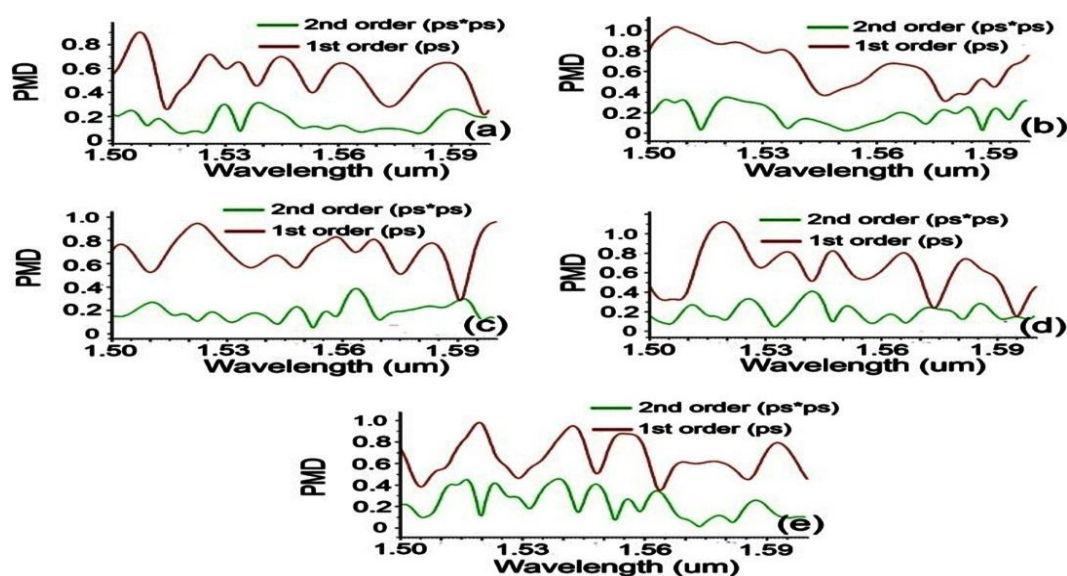 2nd order (ps*ps)
1st order (ps)
PMD
0.8
0.6
0.4
0.2
0
(a)
1.50 1.53 1.56 1.59
Wavelength (um)
2nd order (ps*ps)
1st order (ps)
PMD
1.0
0.8
0.6
0.4
0.2
0
(b)
1.50 1.53 1.56 1.59
Wavelength (um)
2nd order (ps*ps)
1st order (ps)
PMD
1.0
0.8
0.6
0.4
0.2
0
(c)
1.50 1.53 1.56 1.59
Wavelength (um)
2nd order (ps*ps)
1st order (ps)
PMD
1.0
0.8
0.6
0.4
0.2
0
(d)
1.50 1.53 1.56 1.59
Wavelength (um)
2nd order (ps*ps)
1st order (ps)
PMD
1.0
0.8
0.6
0.4
0.2
0
(e)
1.50 1.53 1.56 1.59
Wavelength (um)